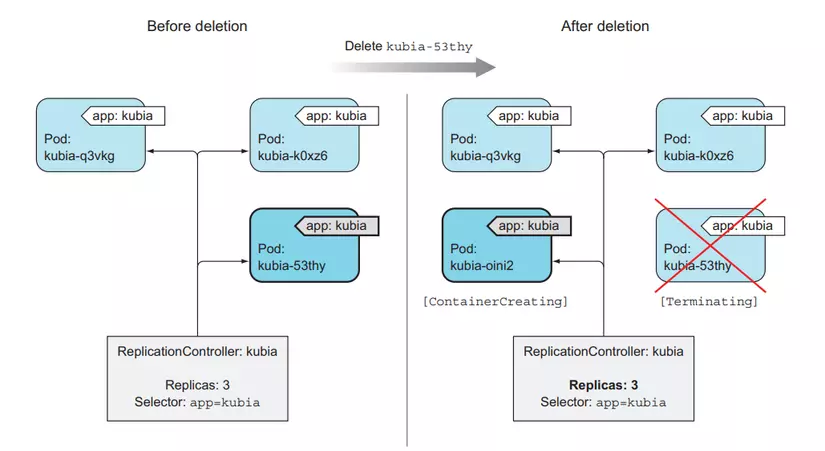 Before deletion
Delete kubia-53thy
After deletion
app: kubia
Pod:
kubia-q3vkg
app: kubia
Pod:
kubia-k0xz6
app: kubia
Pod:
kubia-53thy
ReplicationController: kubia
Replicas: 3
Selector: app=kubia
app: kubia
Pod:
kubia-q3vkg
app: kubia
Pod:
kubia-k0xz6
app: kubia
Pod:
kubia-oini2
[ContainerCreating]
app: kubia
Pod:
kubia-53thy
[Terminating]
ReplicationController: kubia
Replicas: 3
Selector: app=kubia